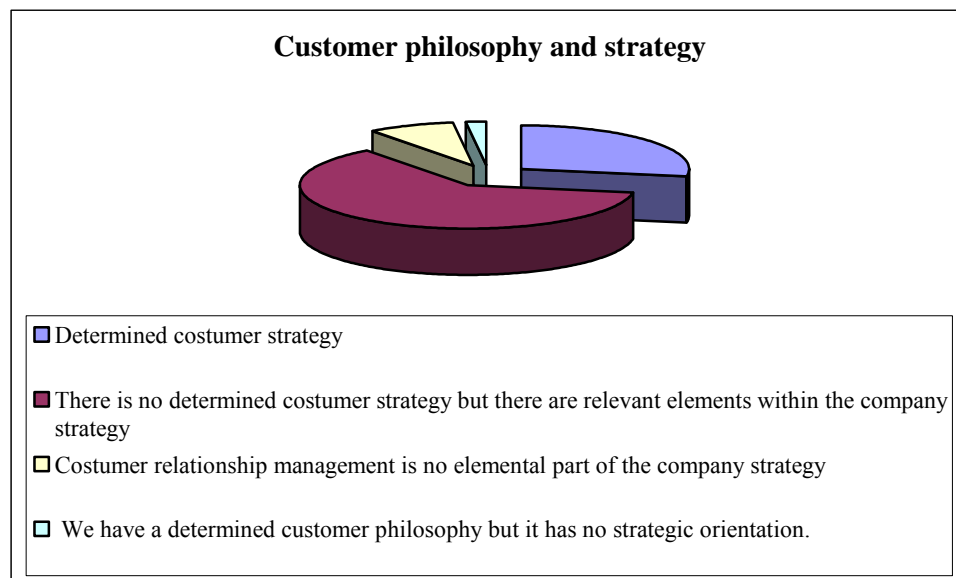 Customer philosophy and strategy
Determined costumer strategy
There is no determined costumer strategy but there are relevant elements within the company
strategy
Costumer relationship management is no elemental part of the company strategy
We have a determined customer philosophy but it has no strategic orientation.